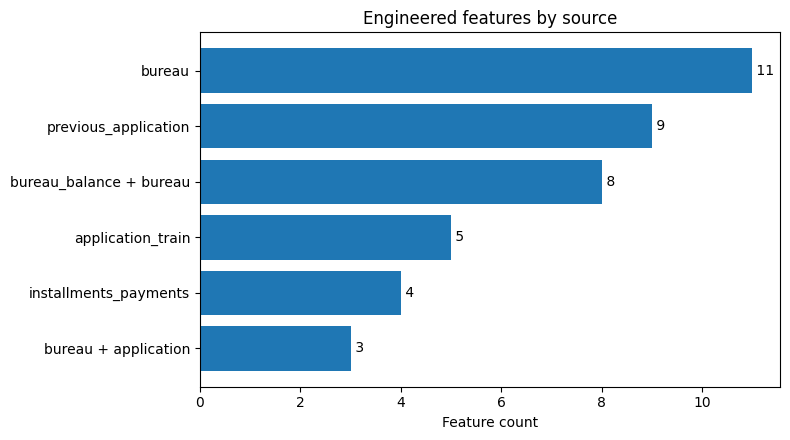 Engineered features by source
bureau 11
previous_application 9
bureau_balance + bureau 8
application_train 5
installments_payments 4
bureau + application 3
0 2 4 6 8 10
Feature count